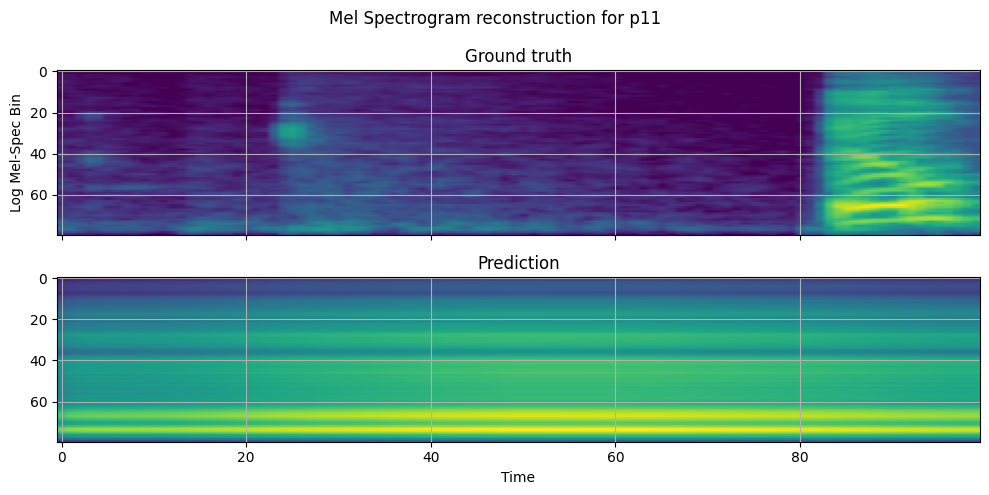 Mel Spectrogram reconstruction for p11
Ground truth
0
20
40
60
Log Mel-Spec Bin
Prediction
0
20
40
60
0 20 40 60 80
Time